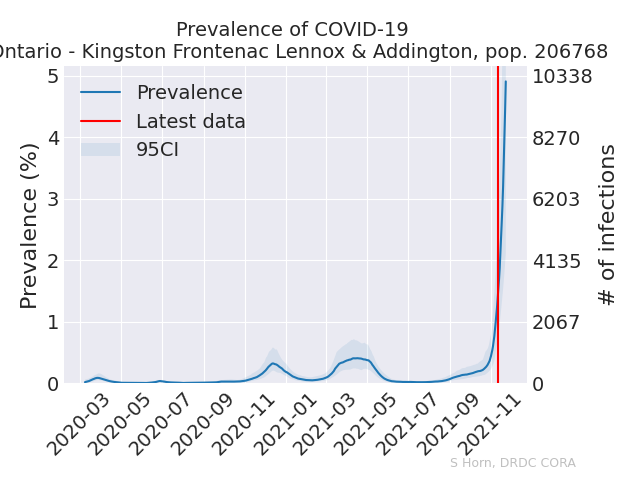 Prevalence of COVID-19
Ontario - Kingston Frontenac Lennox & Addington, pop. 206768
Prevalence
Latest data
95CI
Prevalence (%)
5
4
3
2
1
0
# of infections
10338
8270
6203
4135
2067
0
2020-03
2020-05
2020-07
2020-09
2020-11
2021-01
2021-03
2021-05
2021-07
2021-09
2021-11
S Horn, DRDC CORA